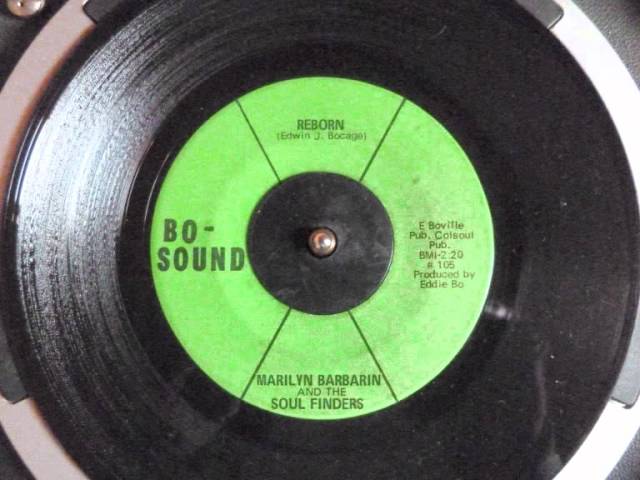 REBORN
(Edwin J. Bocage)
BO-
SOUND
E Boville
Pub. Colsoul
Pub.
BMI-2:20
# 105
Produced by
Eddie Bo
MARILYN BARBARIN
AND THE
SOUL FINDERS